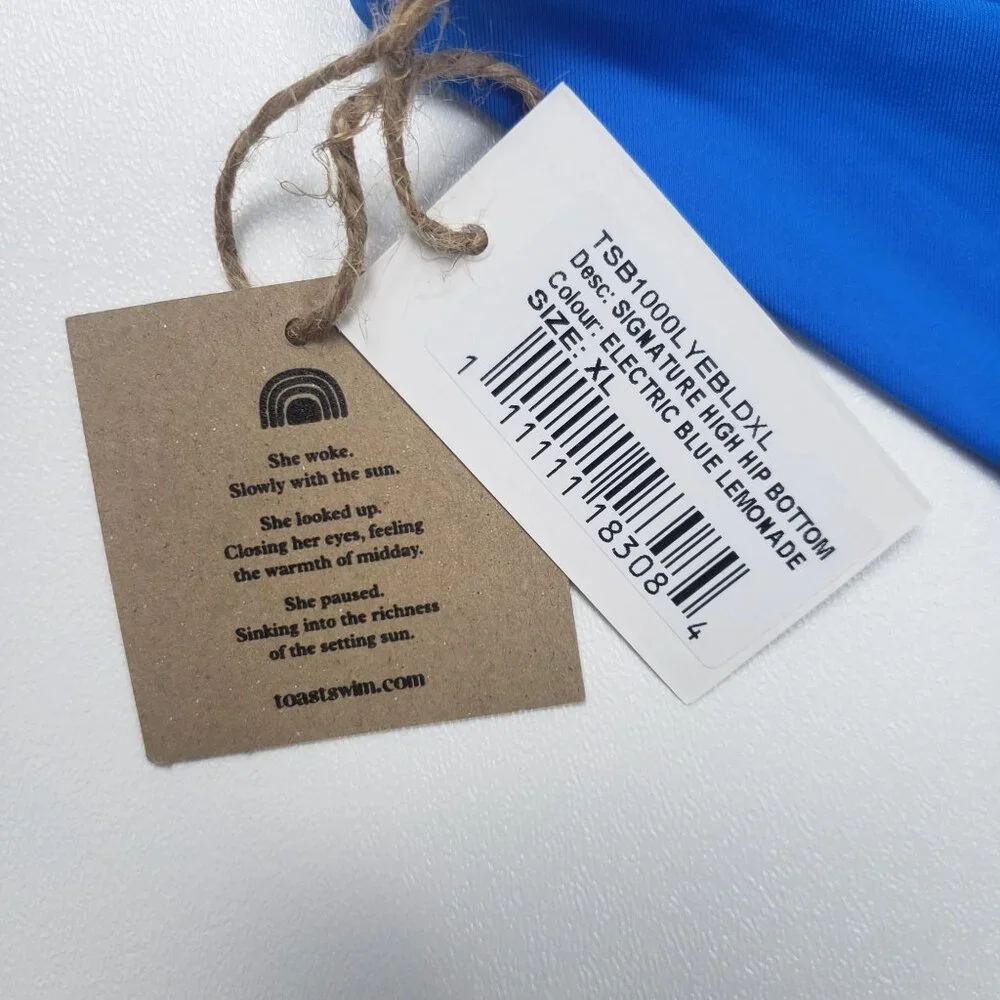 She woke.
Slowly with the sun.
She looked up.
Closing her eyes, feeling
the warmth of midday.
She paused.
Sinking into the richness
of the setting sun.
toastswim.com
TSB1000LYEBLDXL
Desc: SIGNATURE HIGH HIP BOTTOM
Colour: ELECTRIC BLUE LEMONADE
SIZE: XL
1 11111 18308 4